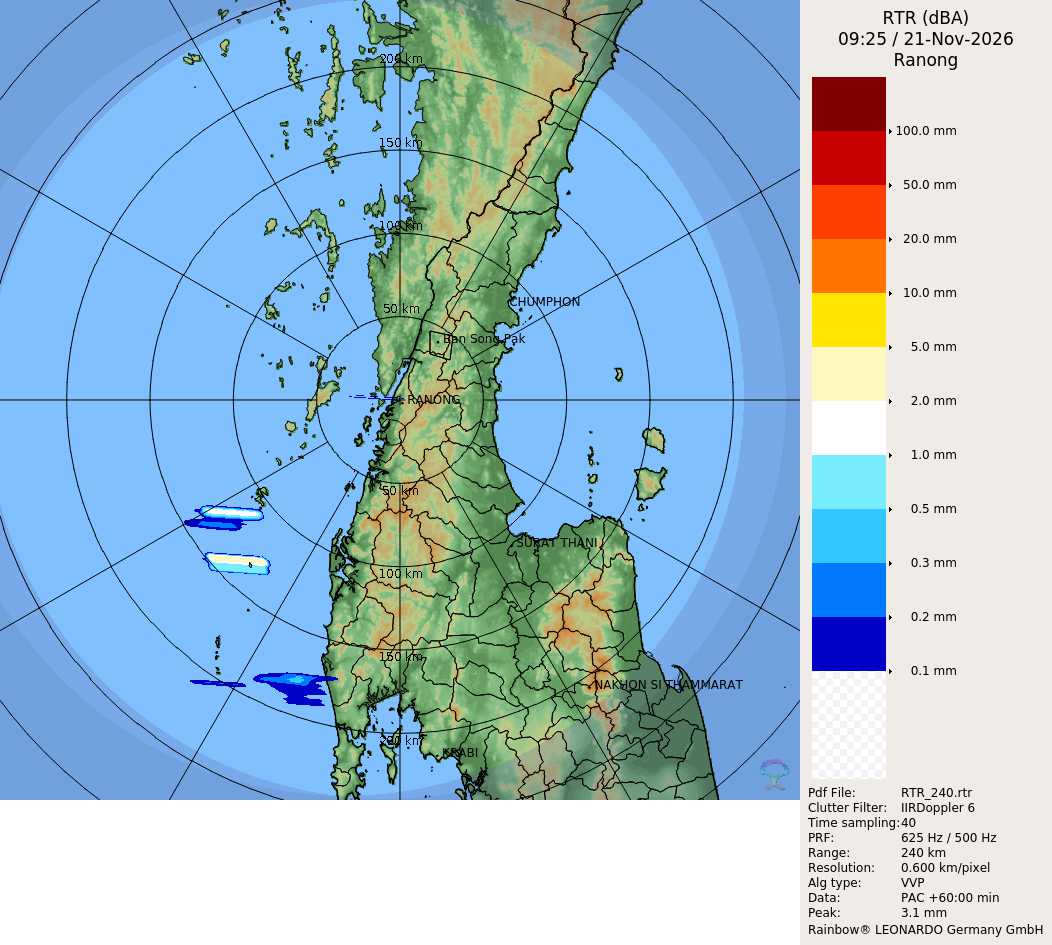 RTR (dBA)
09:25 / 21-Nov-2026
Ranong
100.0 mm
50.0 mm
20.0 mm
10.0 mm
5.0 mm
2.0 mm
1.0 mm
0.5 mm
0.3 mm
0.2 mm
0.1 mm
Pdf File: RTR_240.rtr
Clutter Filter: IIRDoppler 6
Time sampling: 40
PRF: 625 Hz / 500 Hz
Range: 240 km
Resolution: 0.600 km/pixel
Alg type: VVP
Data: PAC +60:00 min
Peak: 3.1 mm
Rainbow® LEONARDO Germany GmbH
200 km
150 km
100 km
CHUMPHON
50 km
Ban Song Pak
RANONG
50 km
SURAT THANI
100 km
150 km
NAKHON SI THAMMARAT
200 km
KRABI